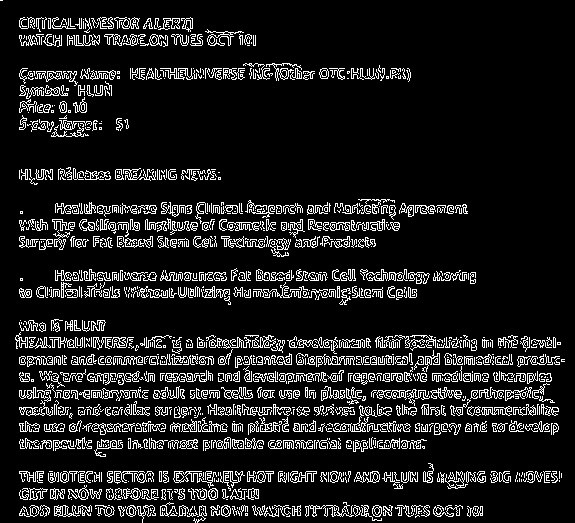 CRITICAL INVESTOR ALERT!
WATCH HLUN TRADE ON TUES OCT 10!
Company Name: HEALTHEUNIVERSE INC (Other OTC:HLUN.PK)
Symbol: HLUN
Price: 0.10
5-day Target: $1
HLUN Releases BREAKING NEWS:
. Healtheuniverse Signs Clinical Research and Marketing Agreement
With The California Institute of Cosmetic and Reconstructive
Surgery for Fat Based Stem Cell Technology and Products
. Healtheuniverse Announces Fat Based Stem Cell Technology Moving
to Clinical Trials Without Utilizing Human Embryonic Stem Cells
Who is HLUN?
HEALTHEUNIVERSE, Inc. is a biotechnology development firm specializing in the devel-
opment and commercialization of patented Biopharmaceutical and Biomedical produc-
ts. We are engaged in research and development of regenerative medicine therapies
using non-embryonic adult stem cells for use in plastic, reconstructive, orthopedic,
vascular, and cardiac surgery. Healtheuniverse strives to be the first to commercialize
the use of regenerative medicine in plastic and reconstructive surgery and to develop
therapeutic uses in the most profitable commercial applications.
THE BIOTECH SECTOR IS EXTREMELY HOT RIGHT NOW AND HLUN IS MAKING BIG MOVES!
GET IN NOW BEFORE IT'S TOO LATE!
ADD HLUN TO YOUR RADAR NOW! WATCH IT TRADE ON TUES OCT 10!